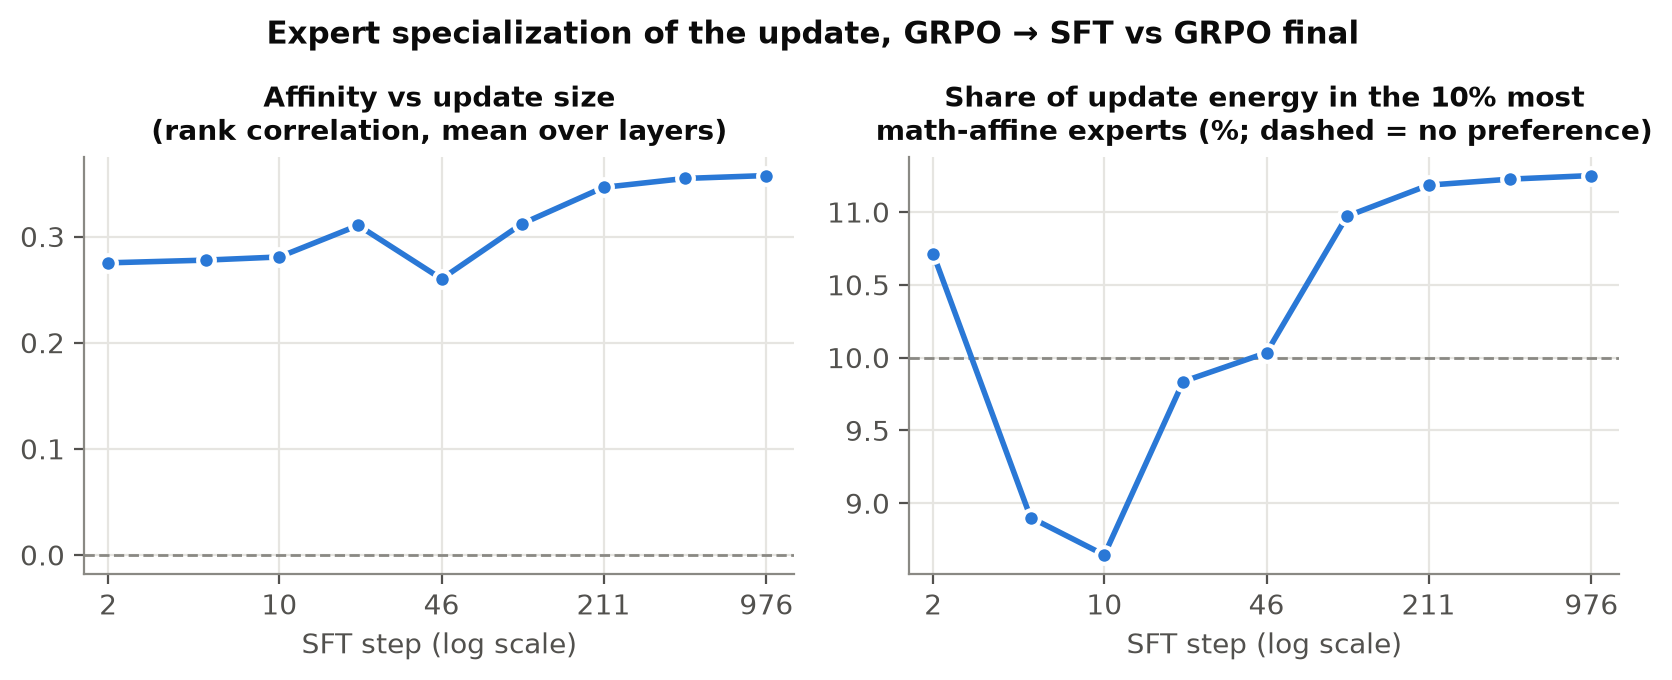 Expert specialization of the update, GRPO → SFT vs GRPO final
Affinity vs update size
(rank correlation, mean over layers)
0.3
0.2
0.1
0.0
2 10 46 211 976
SFT step (log scale)
Share of update energy in the 10% most
math-affine experts (%; dashed = no preference)
11.0
10.5
10.0
9.5
9.0
2 10 46 211 976
SFT step (log scale)